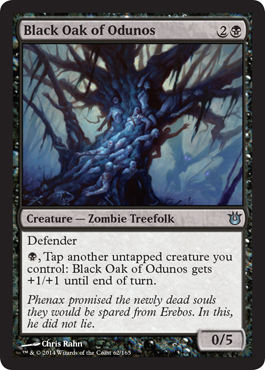 Black Oak of Odunos 2
Creature — Zombie Treefolk
Defender
, Tap another untapped creature you
control: Black Oak of Odunos gets
+1/+1 until end of turn.
Phenax promised the newly dead souls
they would be spared from Erebos. In this,
he did not lie.
Chris Rahn
™ & © 2014 Wizards of the Coast 62/165
0/5